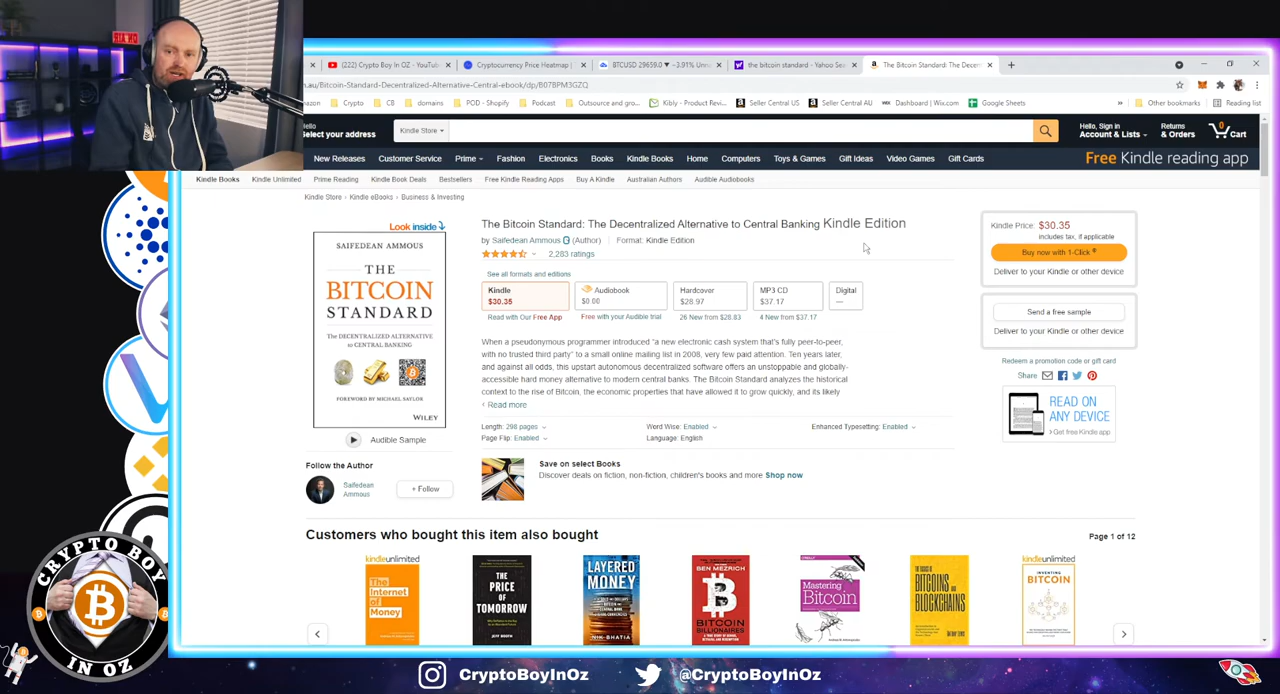 (222) Crypto Boy In OZ - YouTub
Cryptocurrency Price Heatmap |
BTCUSD 29659.0 ▼ −3.91% Unna
the bitcoin standard - Yahoo Sea
The Bitcoin Standard: The Decen
.au/Bitcoin-Standard-Decentralized-Alternative-Central-ebook/dp/B07BPM3GZQ
Crypto
CB
domains
POD - Shopify
Podcast
Outsource and gro...
Kibly - Product Revi...
Seller Central US
Seller Central AU
Dashboard | Wix.com
Google Sheets
»
Other bookmarks
Reading list
Hello
Select your address
Kindle Store
Hello, Sign in
Account & Lists
Returns
& Orders
0
Cart
New Releases Customer Service Prime Fashion Electronics Books Kindle Books Home Computers Toys & Games Gift Ideas Video Games Gift Cards
Free Kindle reading app
Kindle Books Kindle Unlimited Prime Reading Kindle Book Deals Bestsellers Free Kindle Reading Apps Buy A Kindle Australian Authors Audible Audiobooks
Kindle Store › Kindle eBooks › Business & Investing
Look inside
SAIFEDEAN AMMOUS
THE
BITCOIN
STANDARD
The DECENTRALIZED ALTERNATIVE
to CENTRAL BANKING
FOREWORD BY MICHAEL SAYLOR
WILEY
Audible Sample
Follow the Author
Saifedean
Ammous
+ Follow
The Bitcoin Standard: The Decentralized Alternative to Central Banking Kindle Edition
by Saifedean Ammous (Author) Format: Kindle Edition
2,283 ratings
See all formats and editions
Kindle
$30.35
Read with Our Free App
Audiobook
$0.00
Free with your Audible trial
Hardcover
$28.97
26 New from $28.83
MP3 CD
$37.17
4 New from $37.17
Digital
—
When a pseudonymous programmer introduced "a new electronic cash system that's fully peer-to-peer,
with no trusted third party" to a small online mailing list in 2008, very few paid attention. Ten years later,
and against all odds, this upstart autonomous decentralized software offers an unstoppable and globally-
accessible hard money alternative to modern central banks. The Bitcoin Standard analyzes the historical
context to the rise of Bitcoin, the economic properties that have allowed it to grow quickly, and its likely
Read more
Length: 298 pages
Word Wise: Enabled
Enhanced Typesetting: Enabled
Page Flip: Enabled
Language: English
Save on select Books
Discover deals on fiction, non-fiction, children's books and more Shop now
Kindle Price: $30.35
includes tax, if applicable
Buy now with 1-Click ®
Deliver to your Kindle or other device
Send a free sample
Deliver to your Kindle or other device
Redeem a promotion code or gift card
Share
READ ON
ANY DEVICE
Get free Kindle app
Customers who bought this item also bought
Page 1 of 12
kindleunlimited
The
Internet
of
Money
THE
PRICE
OF
TOMORROW
JEFF BOOTH
LAYERED
MONEY
NIK BHATIA
BEN MEZRICH
BITCOIN
BILLIONAIRES
O'REILLY
Mastering
Bitcoin
THE BASICS OF
BITCOINS AND
BLOCKCHAINS
kindleunlimited
INVENTING
BITCOIN
CRYPTO BOY
IN OZ
CryptoBoyInOz
@CryptoBoyInOz